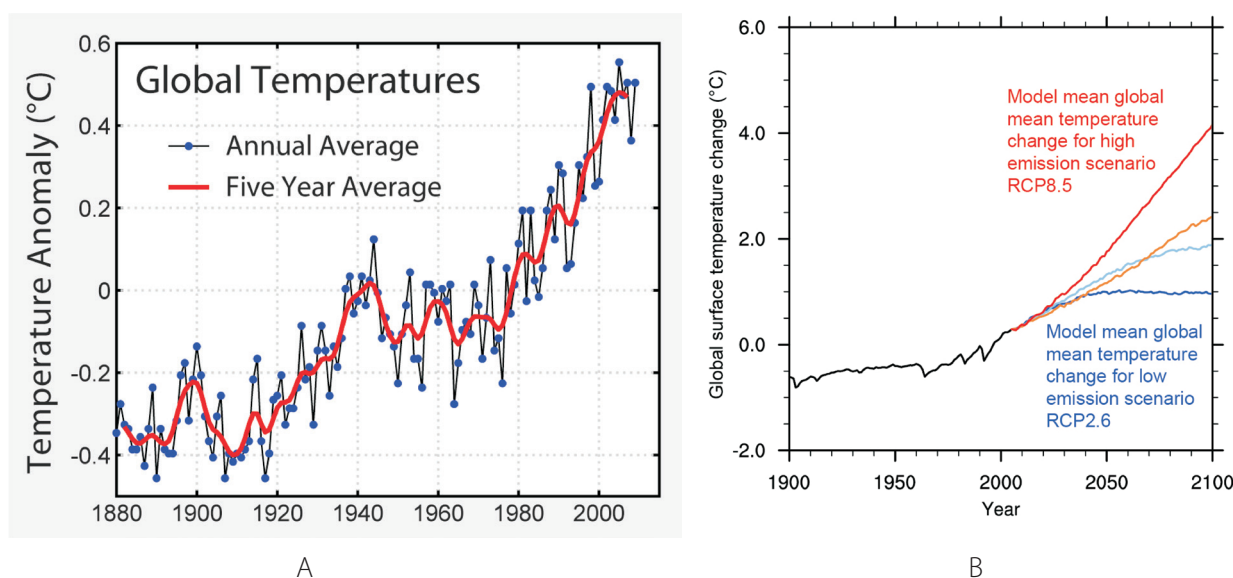 Global Temperatures
Annual Average
Five Year Average
Temperature Anomaly (°C)
0.6
0.4
0.2
0
-0.2
-0.4
1880 1900 1920 1940 1960 1980 2000
A
Global surface temperature change (°C)
6.0
4.0
2.0
0.0
-2.0
Model mean global
mean temperature
change for high
emission scenario
RCP8.5
Model mean global
mean temperature
change for low
emission scenario
RCP2.6
1900 1950 2000 2050 2100
Year
B